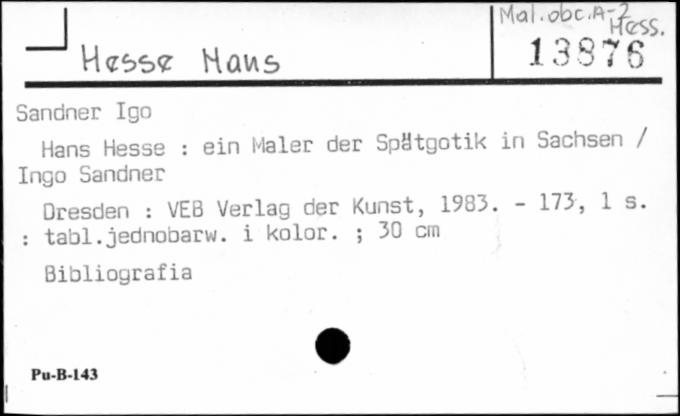 Mal.obc.A-2
Hess.
Hesse Hans
13876
Sandner Igo
Hans Hesse : ein Maler der Spätgotik in Sachsen /
Ingo Sandner
Dresden : VEB Verlag der Kunst, 1983. - 173, 1 s.
: tabl.jednobarw. i kolor. ; 30 cm
Bibliografia
Pu-B-143